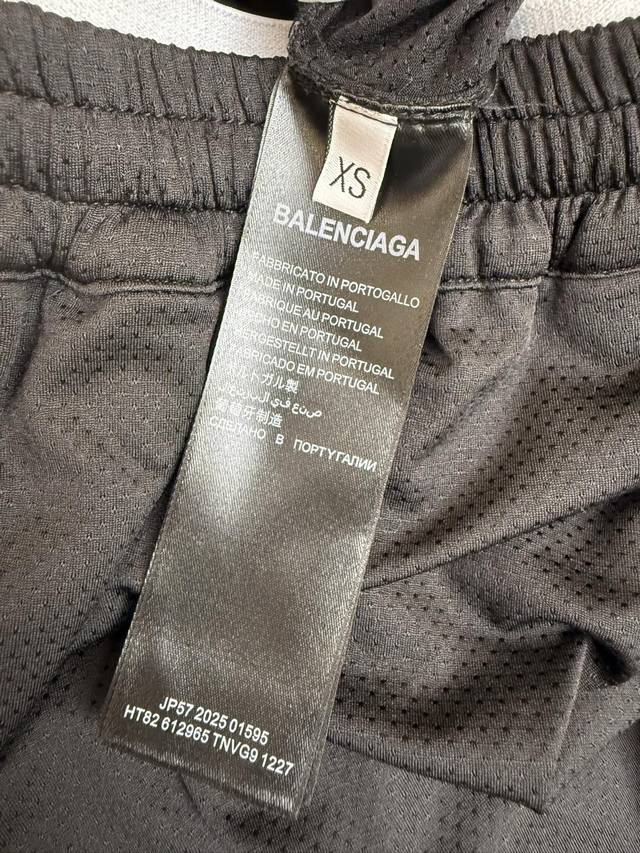 XS
BALENCIAGA
FABBRICATO IN PORTOGALLO
MADE IN PORTUGAL
FABRIQUE AU PORTUGAL
HECHO EN PORTUGAL
HERGESTELLT IN PORTUGAL
FABRICADO EM PORTUGAL
ポルトガル製
صنع في البرتغال
葡萄牙制造
СДЕЛАНО В ПОРТУГАЛИИ
JP57 2025 01595
HT82 612965 TNVG9 1227